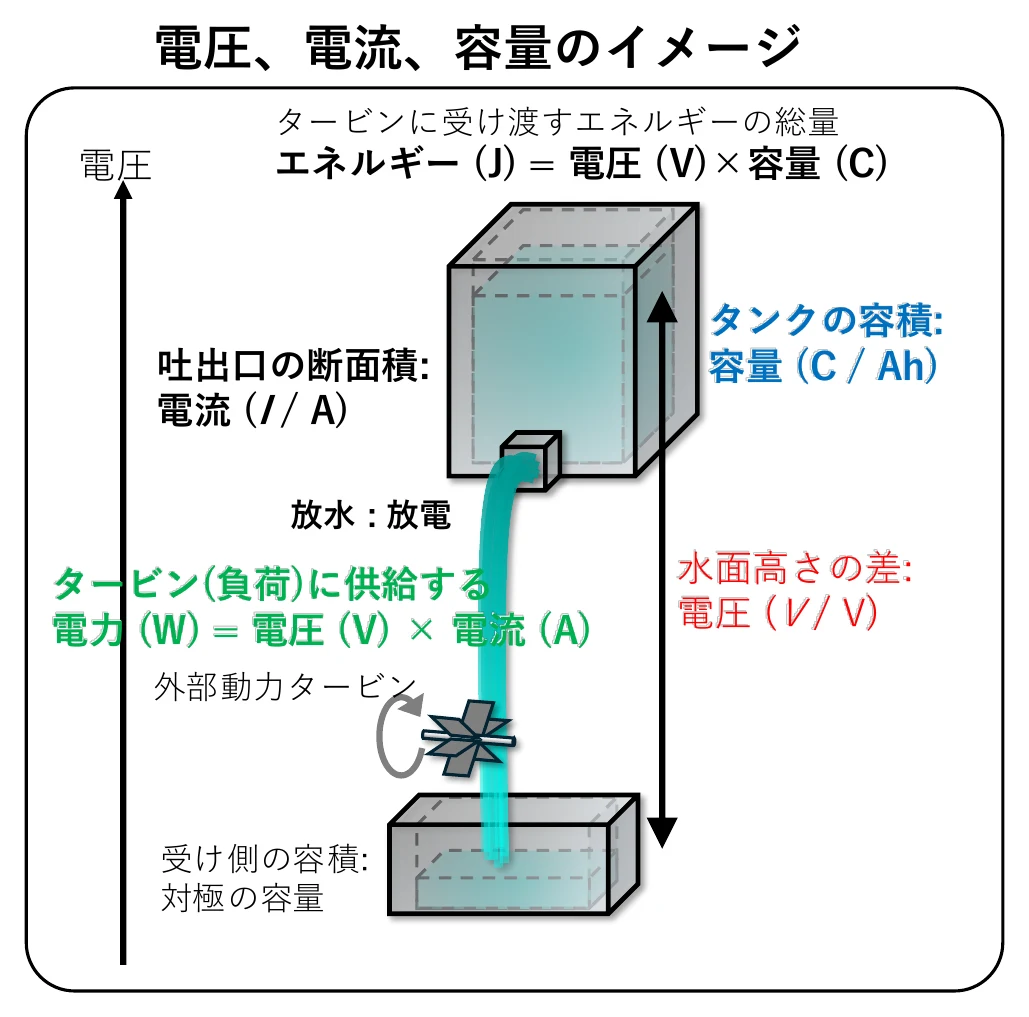 電圧、電流、容量のイメージ
タービンに受け渡すエネルギーの総量
エネルギー (J) = 電圧 (V)×容量 (C)
電圧
タンクの容積:
容量 (C / Ah)
吐出口の断面積:
電流 (I / A)
放水：放電
水面高さの差:
電圧 (V / V)
タービン(負荷)に供給する
電力 (W) = 電圧 (V) × 電流 (A)
外部動力タービン
受け側の容積:
対極の容量